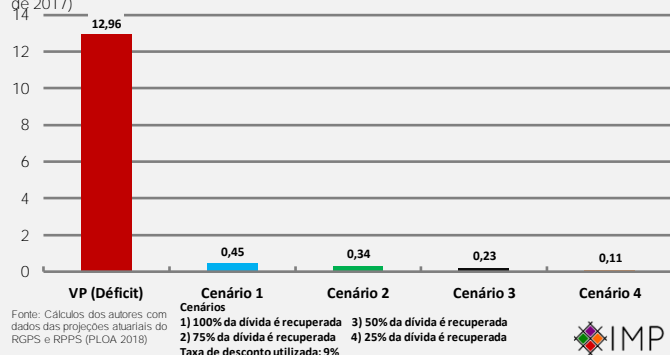 de 2017)
14
12,96
12
10
8
6
4
2
0
0,45
0,34
0,23
0,11
VP (Déficit)
Cenário 1
Cenário 2
Cenário 3
Cenário 4
Fonte: Cálculos dos autores com
dados das projeções atuariais do
RGPS e RPPS (PLOA 2018)
Cenários
1) 100% da dívida é recuperada 3) 50% da dívida é recuperada
2) 75% da dívida é recuperada 4) 25% da dívida é recuperada
Taxa de desconto utilizada: 9%
IMP